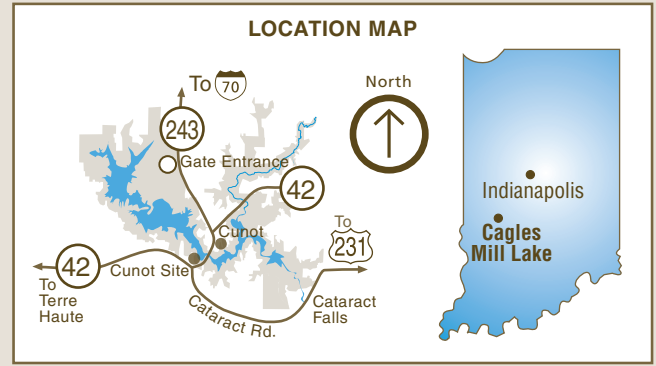 LOCATION MAP
To 70
North
243
Gate Entrance
42
Indianapolis
To
231
Cunot
Cagles
Mill Lake
42
Cunot Site
To
Terre
Haute
Cataract Rd.
Cataract
Falls